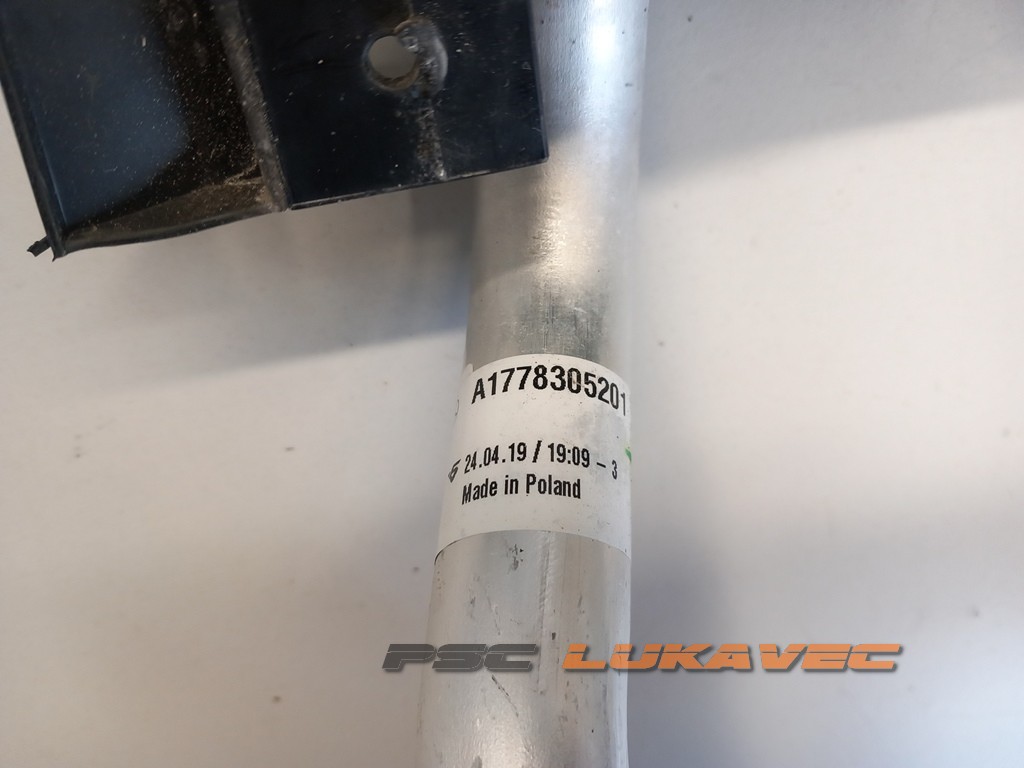 A1778305201
24.04.19 / 19:09 - 3
Made in Poland
PSC LUKAVEC